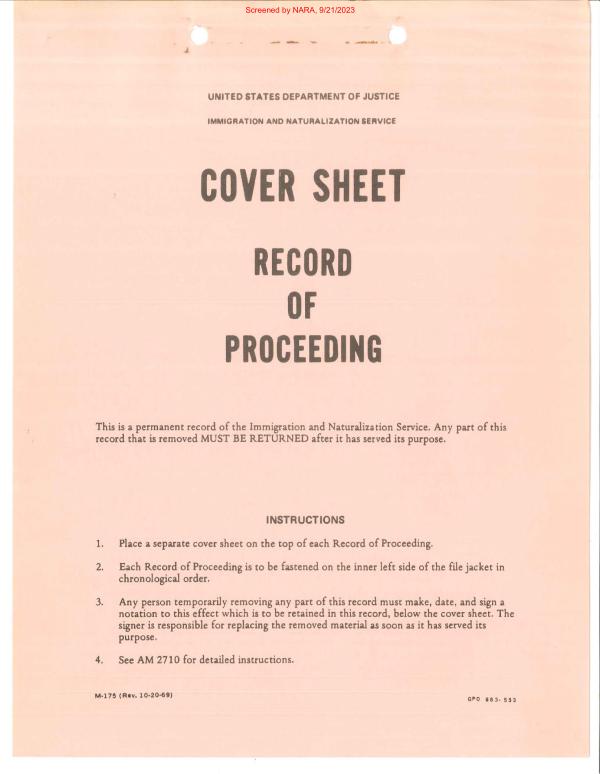 Screened by NARA, 9/21/2023
UNITED STATES DEPARTMENT OF JUSTICE
IMMIGRATION AND NATURALIZATION SERVICE
COVER SHEET
RECORD
OF
PROCEEDING
This is a permanent record of the Immigration and Naturalization Service. Any part of this
record that is removed MUST BE RETURNED after it has served its purpose.
INSTRUCTIONS
1. Place a separate cover sheet on the top of each Record of Proceeding.
2. Each Record of Proceeding is to be fastened on the inner left side of the file jacket in
chronological order.
3. Any person temporarily removing any part of this record must make, date, and sign a
notation to this effect which is to be retained in this record, below the cover sheet. The
signer is responsible for replacing the removed material as soon as it has served its
purpose.
4. See AM 2710 for detailed instructions.
M-175 (Rev. 10-20-69)
GPO 883-553